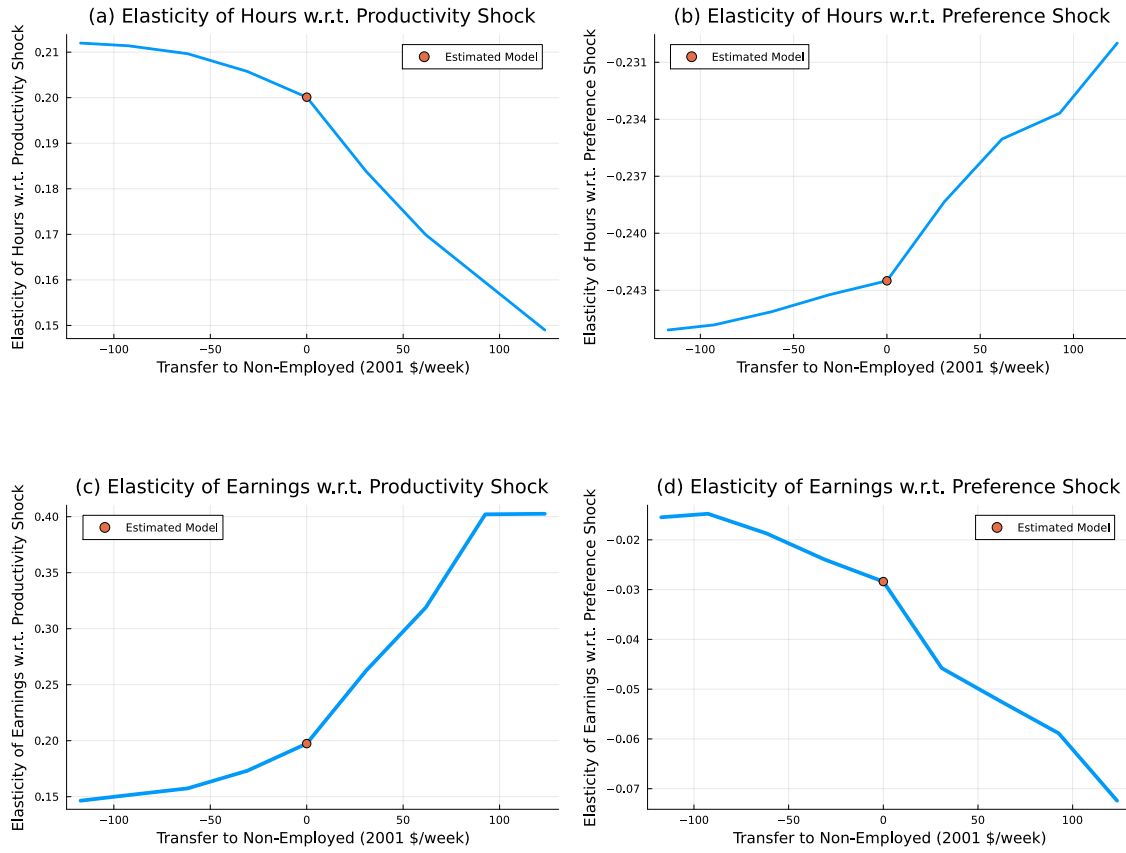 (a) Elasticity of Hours w.r.t. Productivity Shock
Elasticity of Hours w.r.t. Productivity Shock
0.21
0.20
0.19
0.18
0.17
0.16
0.15
Estimated Model
−100
−50
0
50
100
Transfer to Non-Employed (2001 $/week)
(b) Elasticity of Hours w.r.t. Preference Shock
Elasticity of Hours w.r.t. Preference Shock
−0.231
−0.234
−0.237
−0.240
−0.243
Estimated Model
−100
−50
0
50
100
Transfer to Non-Employed (2001 $/week)
(c) Elasticity of Earnings w.r.t. Productivity Shock
Elasticity of Earnings w.r.t. Productivity Shock
0.40
0.35
0.30
0.25
0.20
0.15
Estimated Model
−100
−50
0
50
100
Transfer to Non-Employed (2001 $/week)
(d) Elasticity of Earnings w.r.t. Preference Shock
Elasticity of Earnings w.r.t. Preference Shock
−0.02
−0.03
−0.04
−0.05
−0.06
−0.07
Estimated Model
−100
−50
0
50
100
Transfer to Non-Employed (2001 $/week)